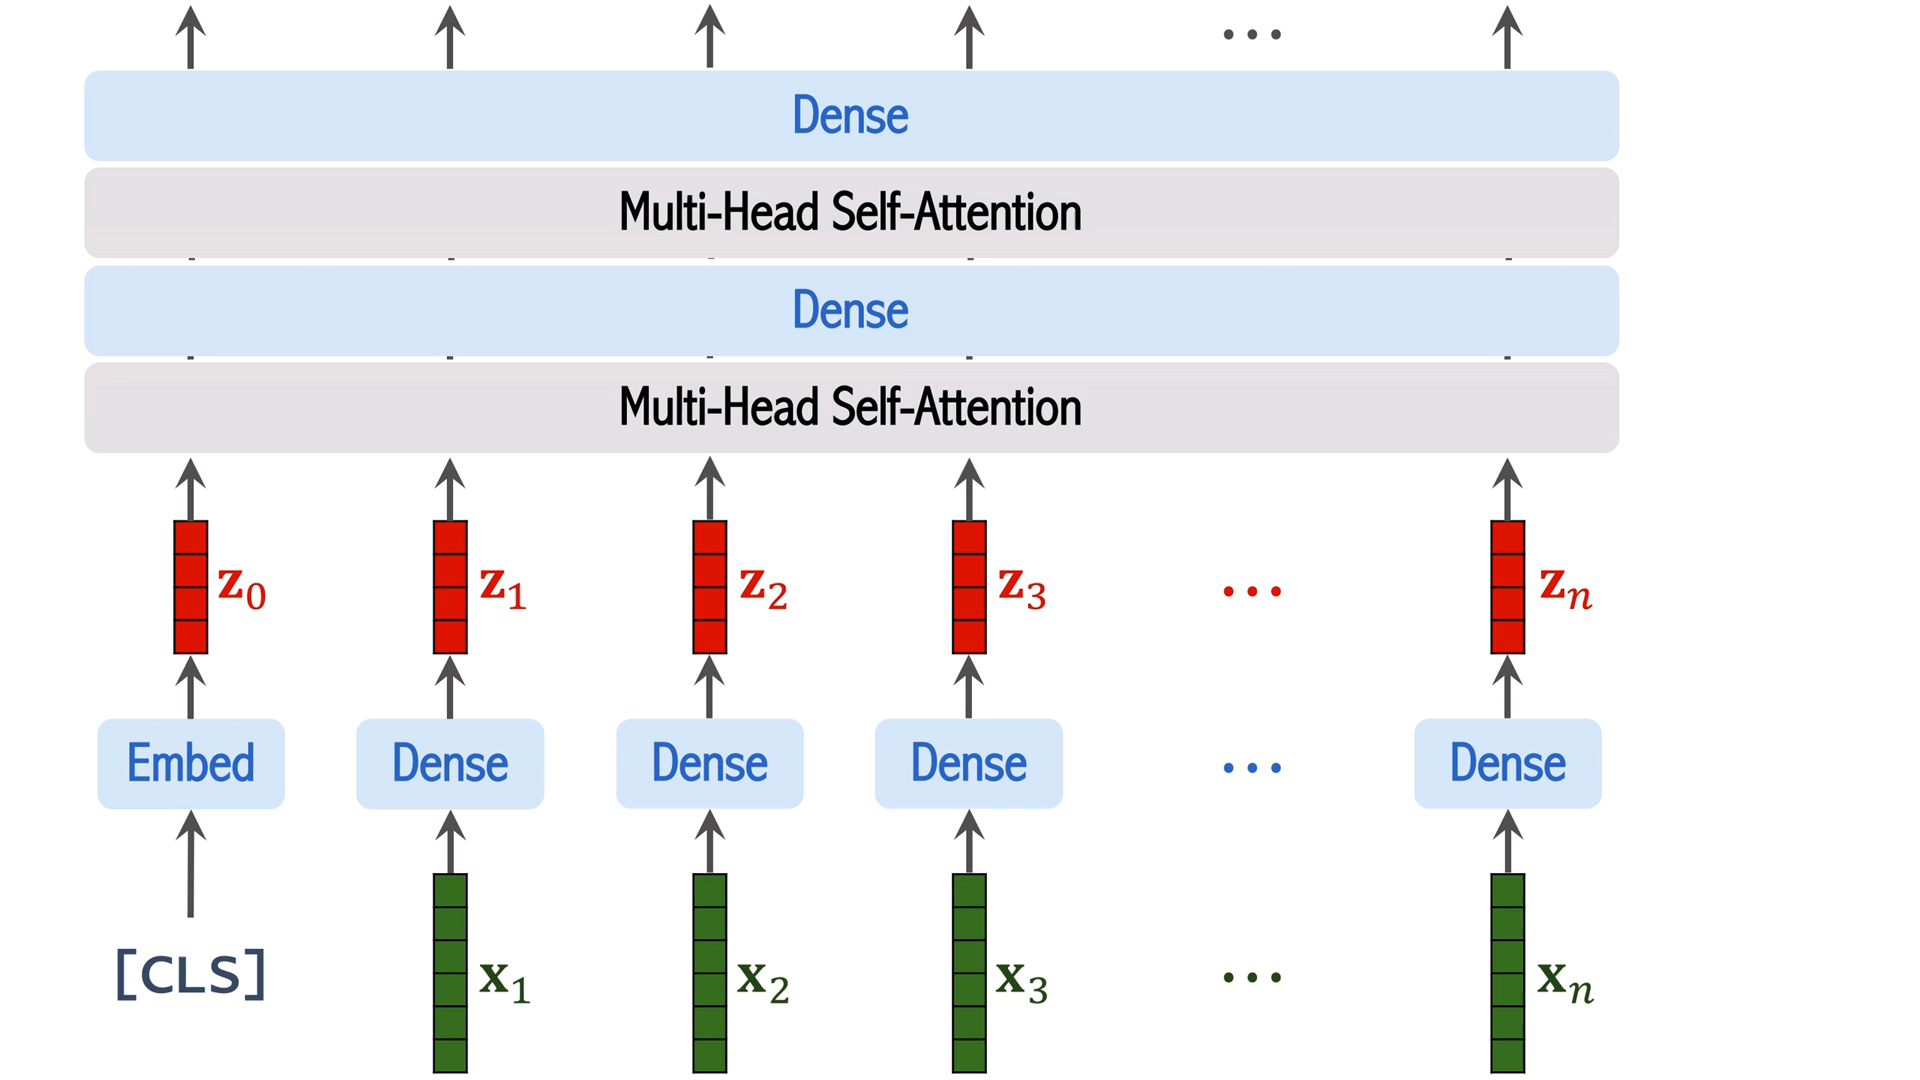 ...
Dense
Multi-Head Self-Attention
Dense
Multi-Head Self-Attention
z₀ z₁ z₂ z₃ ... zₙ
Embed Dense Dense Dense ... Dense
[CLS] x₁ x₂ x₃ ... xₙ